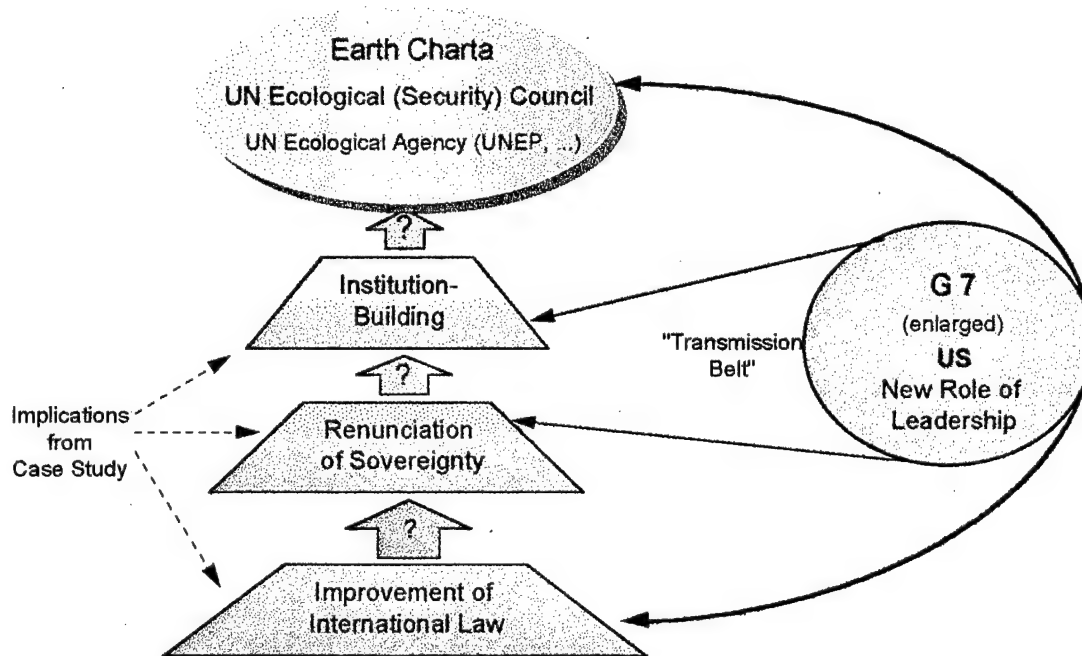 Earth Charta
UN Ecological (Security) Council
UN Ecological Agency (UNEP, ...)
?
Institution-
Building
?
Renunciation
of Sovereignty
?
Improvement of
International Law
Implications
from
Case Study
"Transmission
Belt"
G 7
(enlarged)
US
New Role of
Leadership